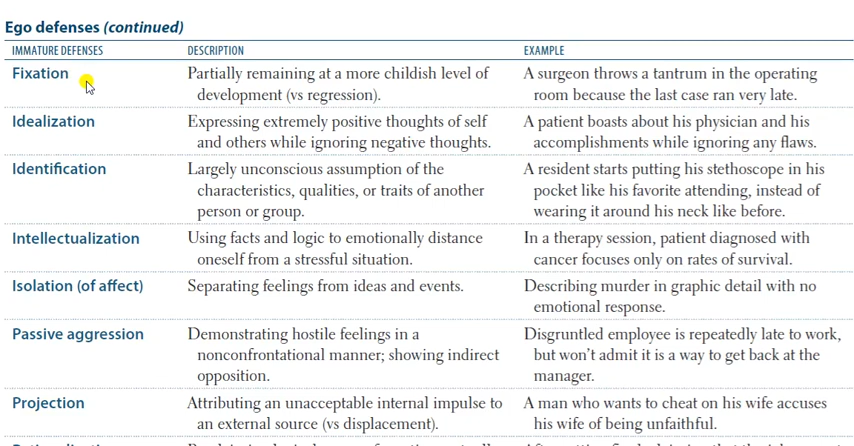 Ego defenses (continued)
IMMATURE DEFENSES DESCRIPTION EXAMPLE
Fixation Partially remaining at a more childish level of A surgeon throws a tantrum in the operating
development (vs regression). room because the last case ran very late.
Idealization Expressing extremely positive thoughts of self A patient boasts about his physician and his
and others while ignoring negative thoughts. accomplishments while ignoring any flaws.
Identification Largely unconscious assumption of the A resident starts putting his stethoscope in his
characteristics, qualities, or traits of another pocket like his favorite attending, instead of
person or group. wearing it around his neck like before.
Intellectualization Using facts and logic to emotionally distance In a therapy session, patient diagnosed with
oneself from a stressful situation. cancer focuses only on rates of survival.
Isolation (of affect) Separating feelings from ideas and events. Describing murder in graphic detail with no
emotional response.
Passive aggression Demonstrating hostile feelings in a Disgruntled employee is repeatedly late to work,
nonconfrontational manner; showing indirect but won't admit it is a way to get back at the
opposition. manager.
Projection Attributing an unacceptable internal impulse to A man who wants to cheat on his wife accuses
an external source (vs displacement). his wife of being unfaithful.